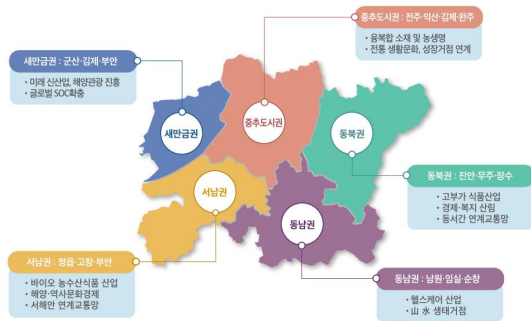 중추도시권 : 전주·익산·김제·완주
• 융복합 소재 및 농생명
• 전통 생활문화, 성장거점 연계
새만금권 : 군산·김제·부안
• 미래 신산업, 해양관광 진흥
• 글로벌 SOC확충
새만금권
중추도시권
동북권
서남권
동남권
동북권 : 진안·무주·장수
• 고부가 식품산업
• 경제·복지 산림
• 동서간 연계교통망
서남권 : 정읍·고창·부안
• 바이오 농수산식품 산업
• 해양·역사문화경제
• 서해안 연계교통망
동남권 : 남원·임실·순창
• 헬스케어 산업
• 山 水 생태거점